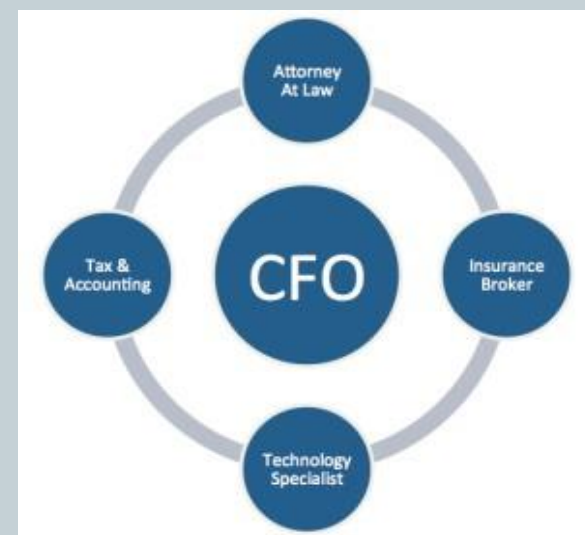 Attorney
At Law
Tax &
Accounting
CFO
Insurance
Broker
Technology
Specialist